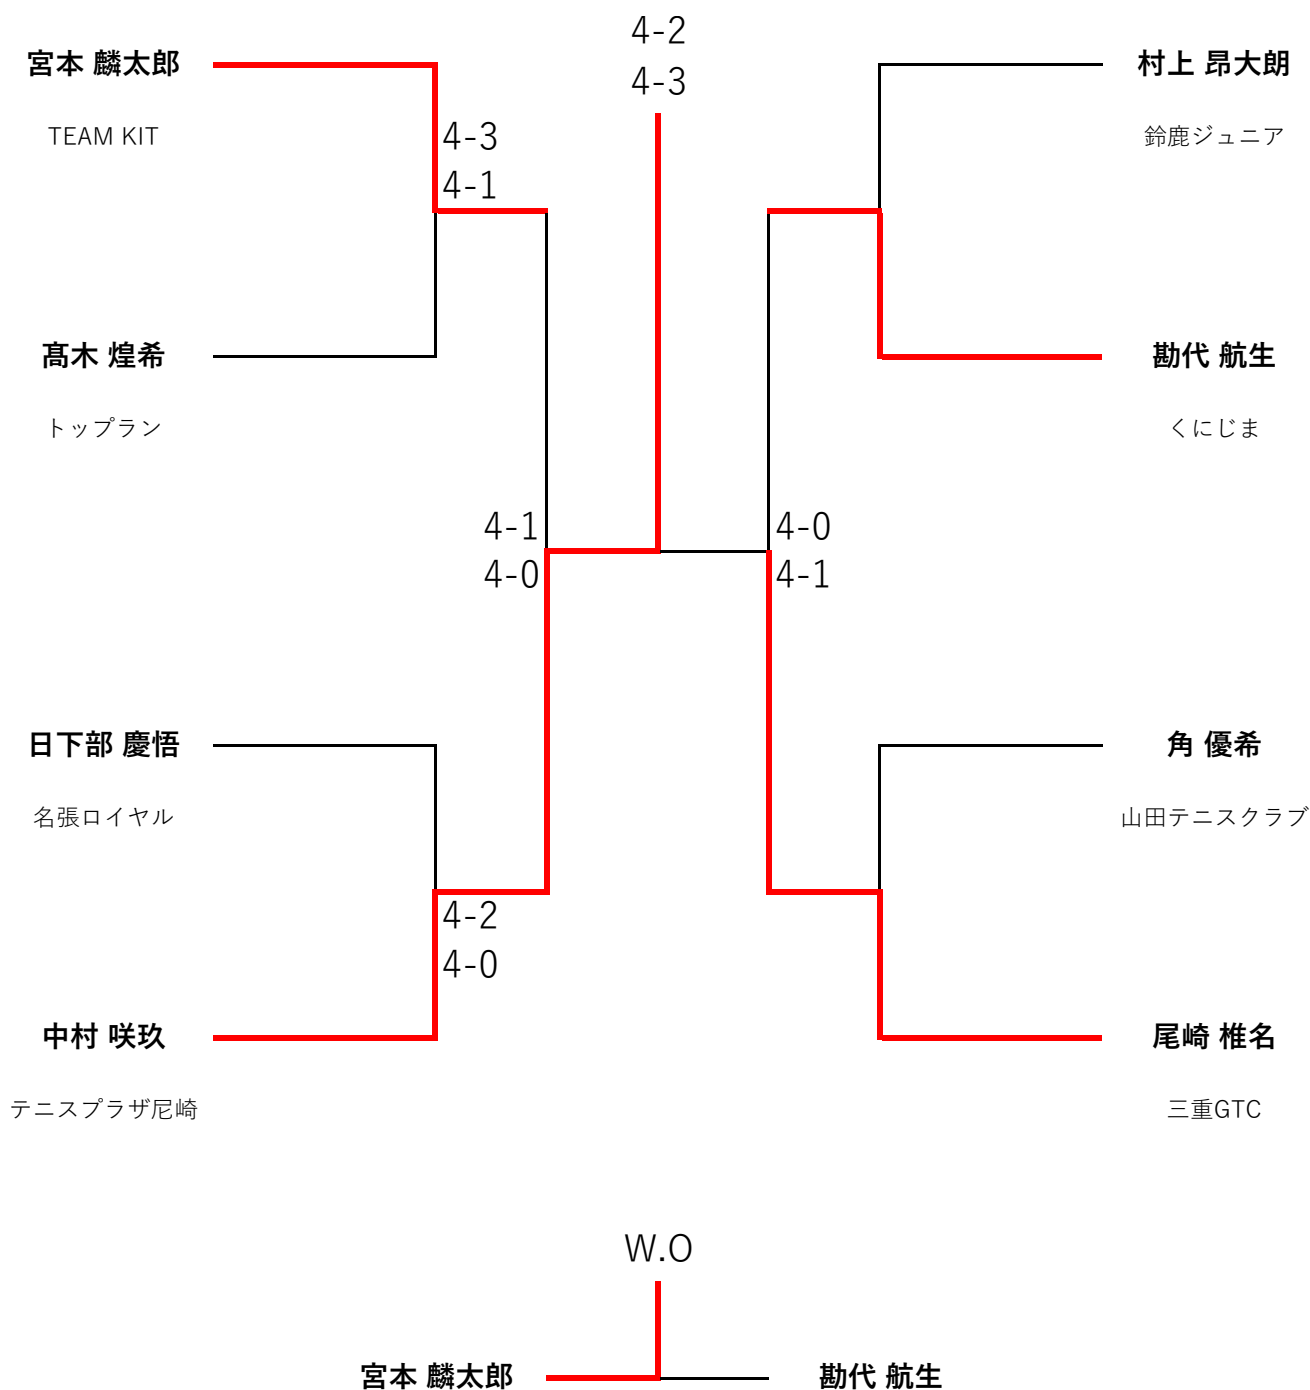 4-2
4-3
宮本 麟太郎
TEAM KIT
4-3
4-1
髙木 煌希
トップラン
4-1
4-0
日下部 慶悟
名張ロイヤル
4-2
4-0
中村 咲玖
テニスプラザ尼崎
村上 昂大朗
鈴鹿ジュニア
勘代 航生
くにじま
4-0
4-1
角 優希
山田テニスクラブ
尾崎 椎名
三重GTC
W.O
宮本 麟太郎
勘代 航生